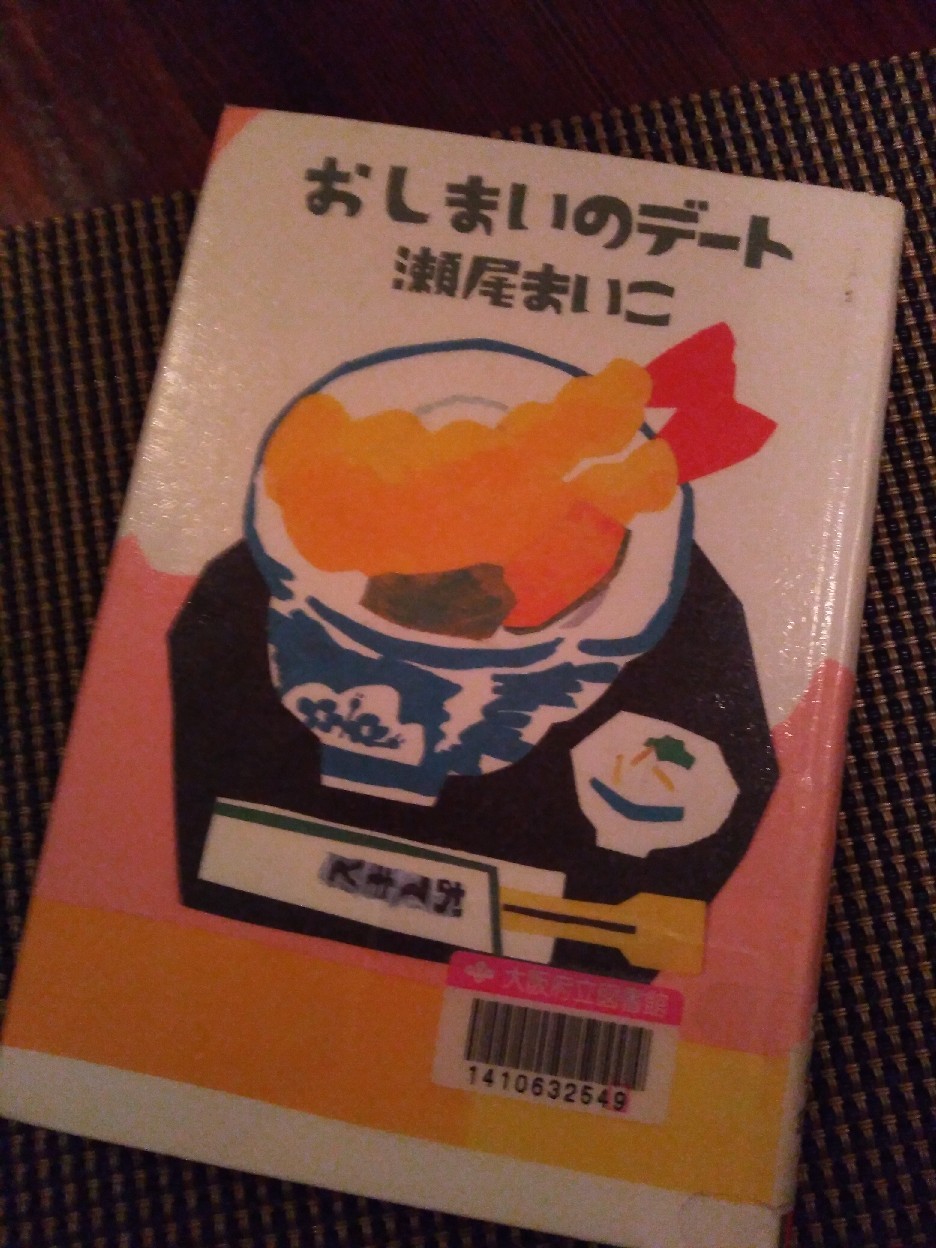 おしまいのデート
瀬尾まいこ
大阪府立図書館
1410632549